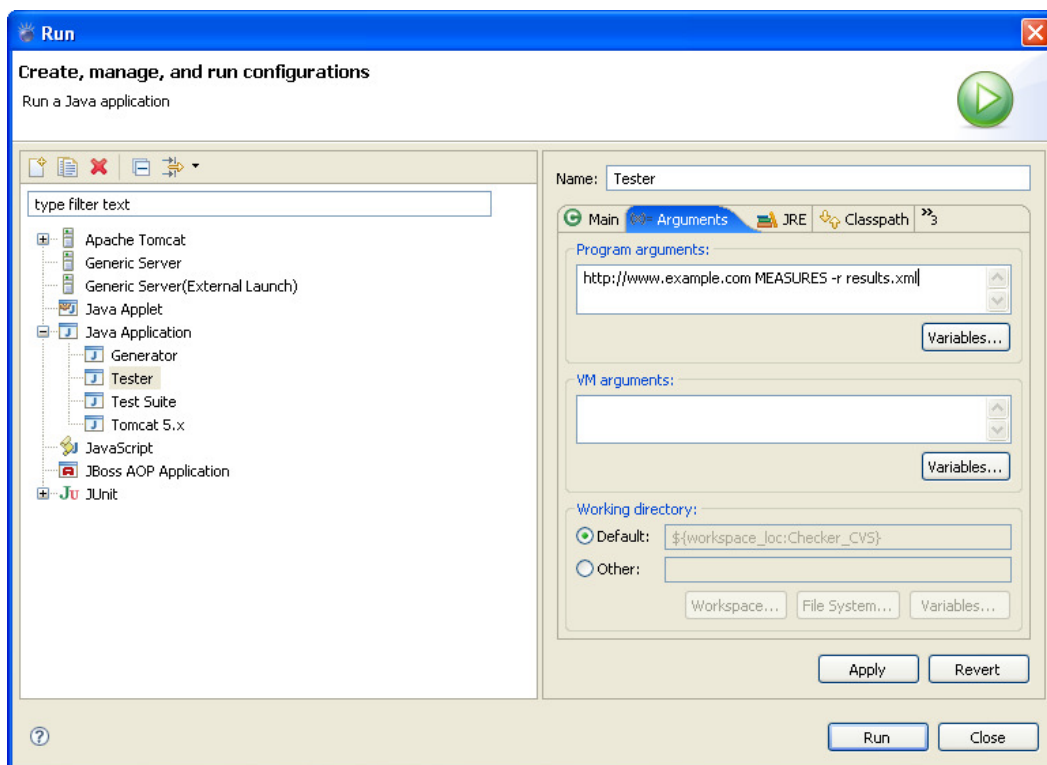 Run
Create, manage, and run configurations
Run a Java application
type filter text
Apache Tomcat
Generic Server
Generic Server(External Launch)
Java Applet
Java Application
Generator
Tester
Test Suite
Tomcat 5.x
JavaScript
JBoss AOP Application
Ju JUnit
Name: Tester
Main (x)= Arguments JRE Classpath »3
Program arguments:
http://www.example.com MEASURES -r results.xml
Variables...
VM arguments:
Variables...
Working directory:
Default: ${workspace_loc:Checker_CVS}
Other:
Workspace... File System... Variables...
Apply Revert
Run Close